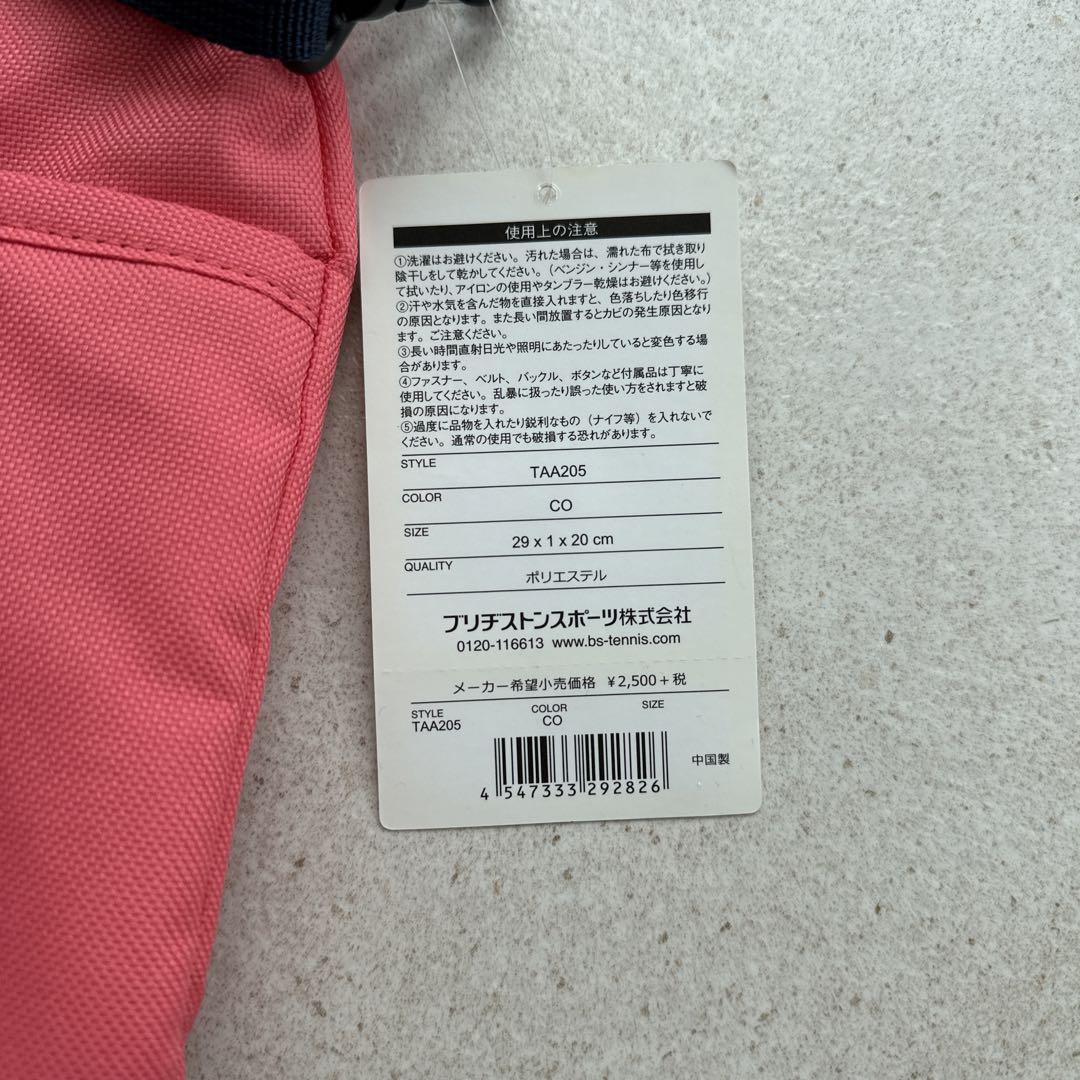 使用上の注意
①洗濯はお避けください。汚れた場合は、濡れた布で拭き取り
陰干しをして乾かしてください。（ベンジン・シンナー等を使用し
て拭いたり、アイロンの使用やタンブラー乾燥はお避けください。）
②汗や水気を含んだ物を直接入れますと、色落ちしたり色移行
の原因となります。また長い間放置するとカビの発生原因となり
ます。ご注意ください。
③長い時間直射日光や照明にあたったりしていると変色する場
合があります。
④ファスナー、ベルト、バックル、ボタンなど付属品は丁寧に
使用してください。乱暴に扱ったり誤った使い方をされますと破
損の原因になります。
⑤過度に品物を入れたり鋭利なもの（ナイフ等）を入れないで
ください。通常の使用でも破損する恐れがあります。
STYLE TAA205
COLOR CO
SIZE 29 x 1 x 20 cm
QUALITY ポリエステル
ブリヂストンスポーツ株式会社
0120-116613 www.bs-tennis.com
メーカー希望小売価格 ¥2,500+税
STYLE COLOR SIZE
TAA205 CO
中国製
4 547333 292826